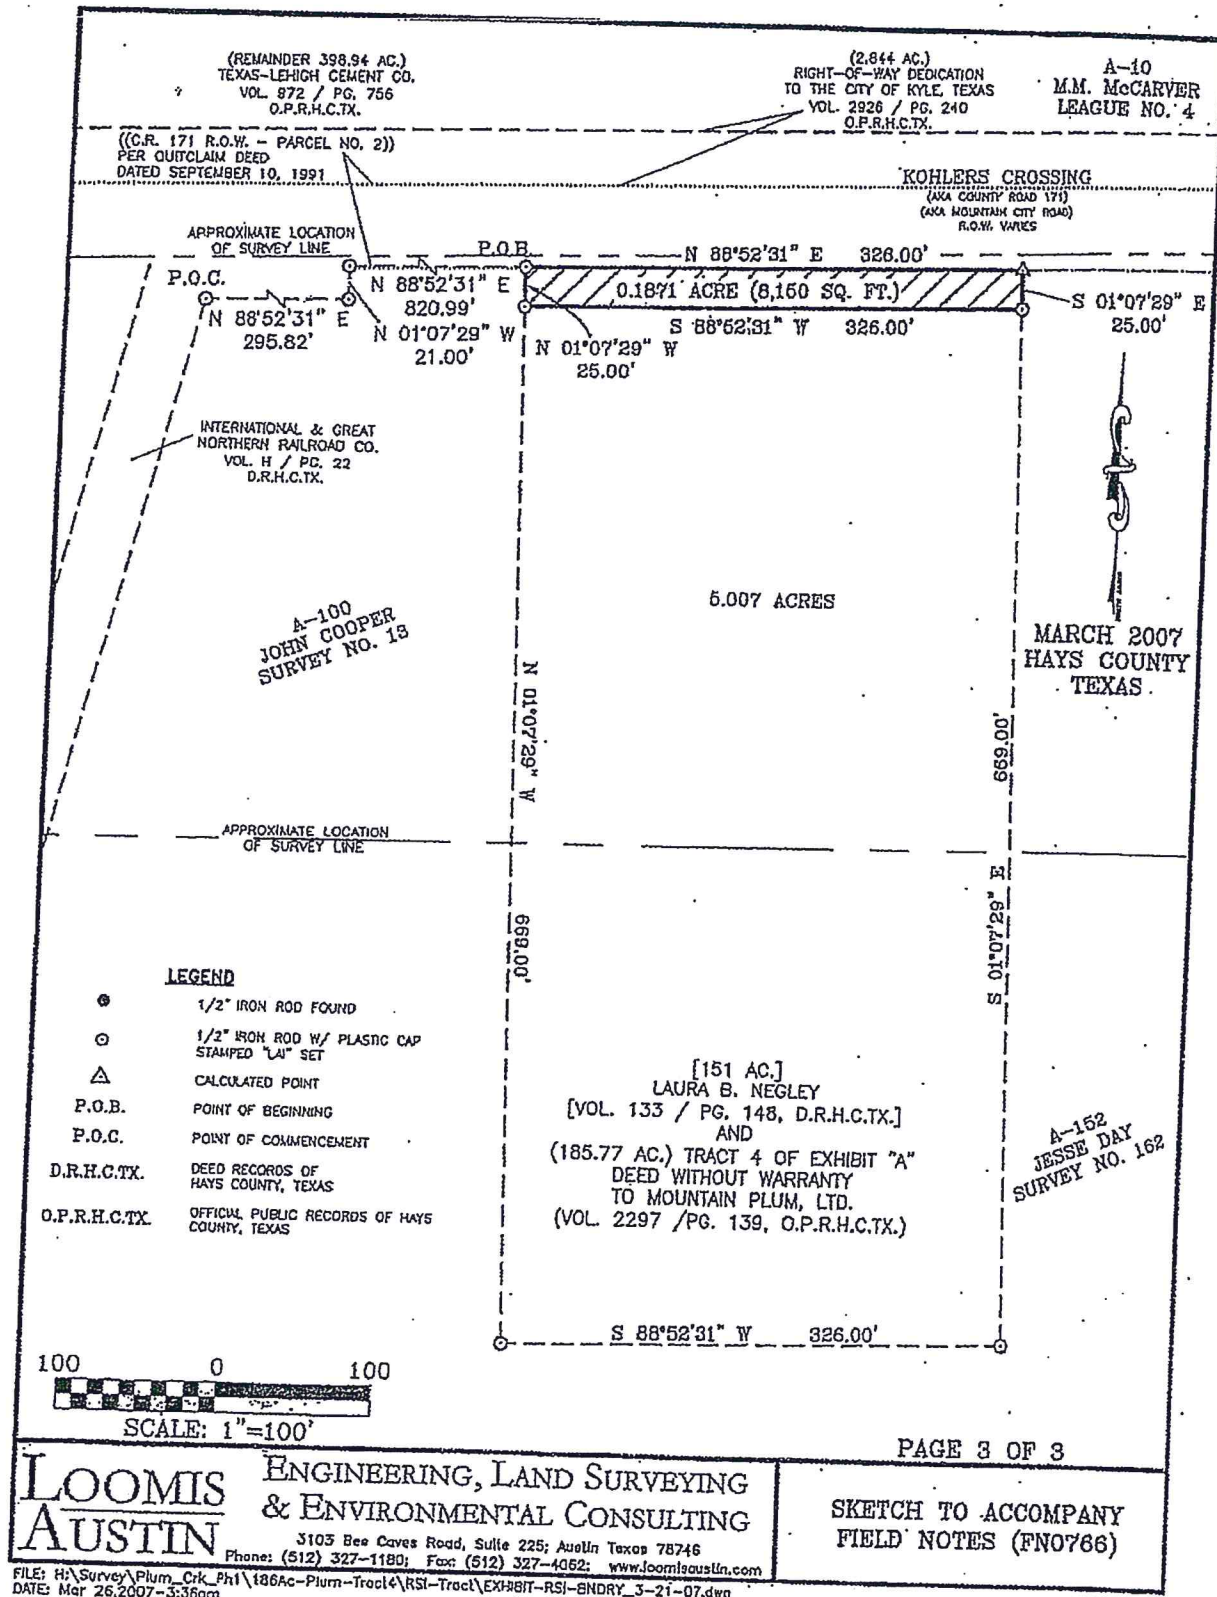 (REMAINDER 398.94 AC.)
TEXAS-LEHIGH CEMENT CO.
VOL. 872 / PG. 756
O.P.R.H.C.TX.
(2.844 AC.)
RIGHT-OF-WAY DEDICATION
TO THE CITY OF KYLE, TEXAS
VOL. 2926 / PG. 210
O.P.R.H.C.TX.
A-10
M.M. McCARVER
LEAGUE NO. 4
((C.R. 171 R.O.W. - PARCEL NO. 2))
PER QUITCLAIM DEED
DATED SEPTEMBER 10, 1991
KOHLERS CROSSING
(AKA COUNTY ROAD 171)
(AKA MOUNTAIN CITY ROAD)
R.O.W. VARIES
APPROXIMATE LOCATION
OF SURVEY LINE
P.O.B.
N 88°52'31" E 326.00'
P.O.C.
N 88°52'31" E
820.99'
0.1871 ACRE (8,150 SQ. FT.)
S 01°07'29" E
25.00'
N 88°52'31" E
295.82'
N 01°07'29" W
21.00'
S 88°52'31" W 326.00'
N 01°07'29" W
25.00'
INTERNATIONAL & GREAT
NORTHERN RAILROAD CO.
VOL. H / PG. 22
D.R.H.C.TX.
5.007 ACRES
A-100
JOHN COOPER
SURVEY NO. 13
MARCH 2007
HAYS COUNTY
TEXAS
N 01°07'29" W
669.00'
669.00'
S 01°07'29" E
APPROXIMATE LOCATION
OF SURVEY LINE
LEGEND
1/2" IRON ROD FOUND
1/2" IRON ROD W/ PLASTIC CAP
STAMPED "LAI" SET
CALCULATED POINT
P.O.B. POINT OF BEGINNING
P.O.C. POINT OF COMMENCEMENT
D.R.H.C.TX. DEED RECORDS OF
HAYS COUNTY, TEXAS
O.P.R.H.C.TX. OFFICIAL PUBLIC RECORDS OF HAYS
COUNTY, TEXAS
[151 AC.]
LAURA B. NEGLEY
[VOL. 133 / PG. 148, D.R.H.C.TX.]
AND
(185.77 AC.) TRACT 4 OF EXHIBIT "A"
DEED WITHOUT WARRANTY
TO MOUNTAIN PLUM, LTD.
(VOL. 2297 /PG. 139, O.P.R.H.C.TX.)
A-152
JESSE DAY
SURVEY NO. 162
S 88°52'31" W 326.00'
100 0 100
SCALE: 1"=100'
PAGE 3 OF 3
LOOMIS
AUSTIN
ENGINEERING, LAND SURVEYING
& ENVIRONMENTAL CONSULTING
3103 Bee Caves Road, Suite 225; Austin Texas 78746
Phone: (512) 327-1180; Fax: (512) 327-4062; www.loomisaustin.com
SKETCH TO ACCOMPANY
FIELD NOTES (FN0766)
FILE: H:\Survey\Plum_Crk_Ph1\186Ac-Plum-Tract4\RSI-Tract\EXHIBIT-RSI-BNDRY_3-21-07.dwg
DATE: Mar 26,2007-3:36pm